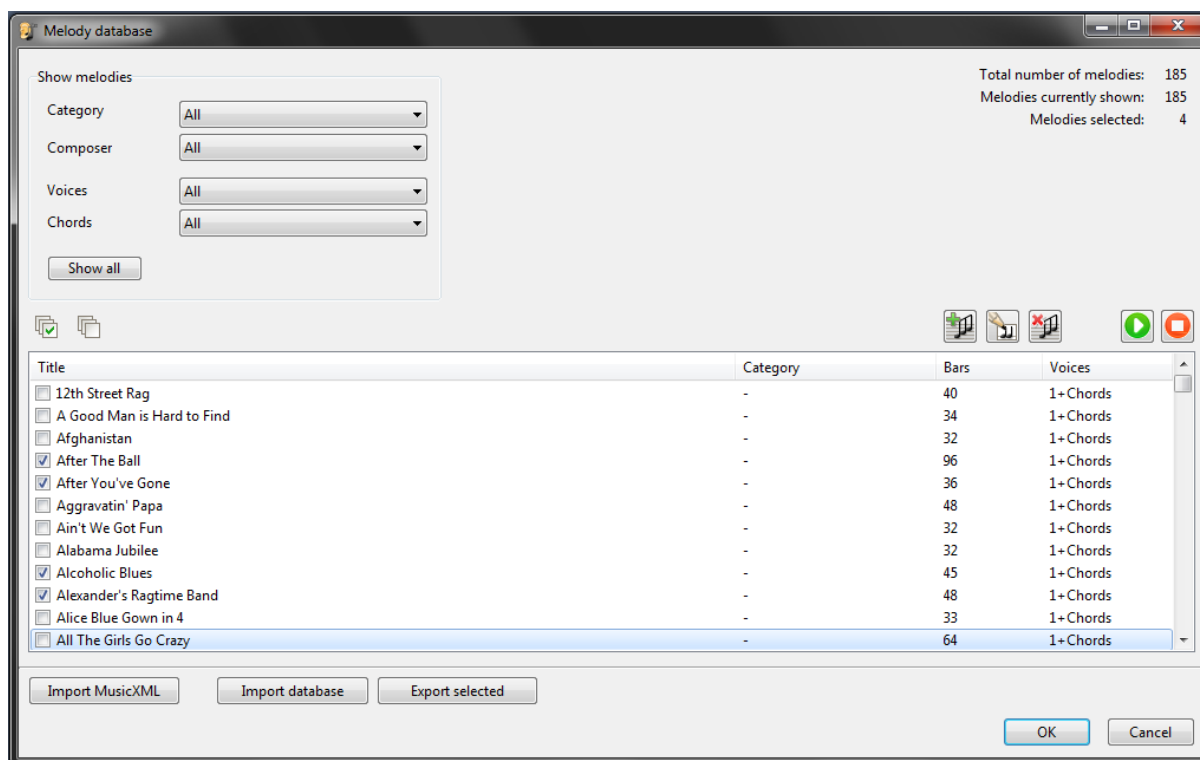 Melody database
Show melodies
Total number of melodies: 185
Melodies currently shown: 185
Melodies selected: 4
Category All
Composer All
Voices All
Chords All
Show all
Title Category Bars Voices
12th Street Rag - 40 1+Chords
A Good Man is Hard to Find - 34 1+Chords
Afghanistan - 32 1+Chords
After The Ball - 96 1+Chords
After You've Gone - 36 1+Chords
Aggravatin' Papa - 48 1+Chords
Ain't We Got Fun - 32 1+Chords
Alabama Jubilee - 32 1+Chords
Alcoholic Blues - 45 1+Chords
Alexander's Ragtime Band - 48 1+Chords
Alice Blue Gown in 4 - 33 1+Chords
All The Girls Go Crazy - 64 1+Chords
Import MusicXML Import database Export selected
OK Cancel